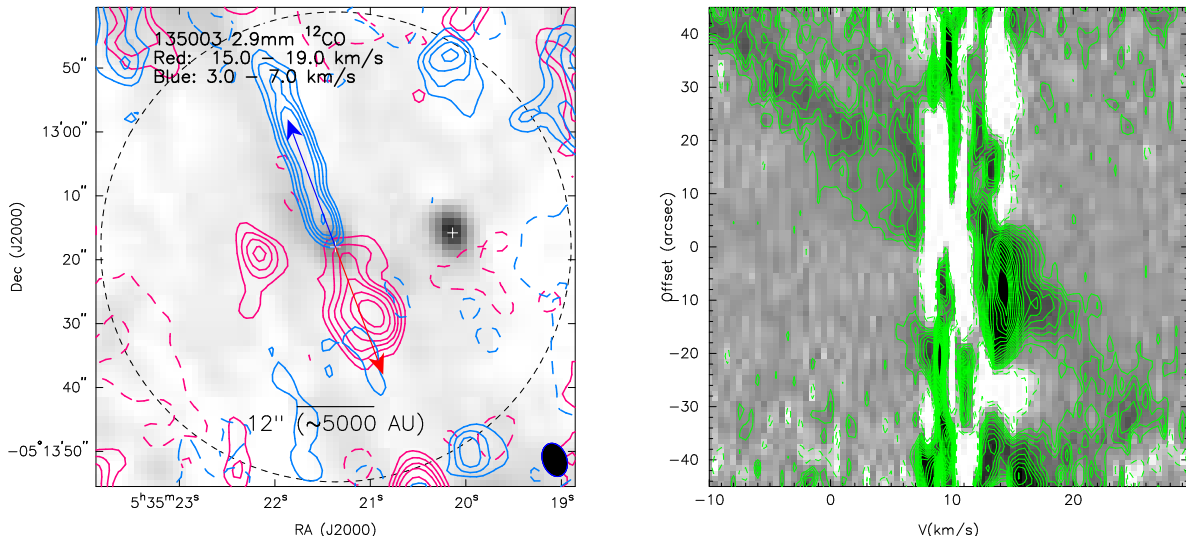 135003 2.9mm ¹²CO
Red: 15.0 – 19.0 km/s
Blue: 3.0 – 7.0 km/s
50"
13'00"
10"
20"
30"
40"
-05°13'50"
Dec (J2000)
12" (~5000 AU)
5ʰ35ᵐ23ˢ
22ˢ
21ˢ
20ˢ
19ˢ
RA (J2000)
40
30
20
10
0
-10
-20
-30
-40
Offset (arcsec)
-10
0
10
20
V(km/s)